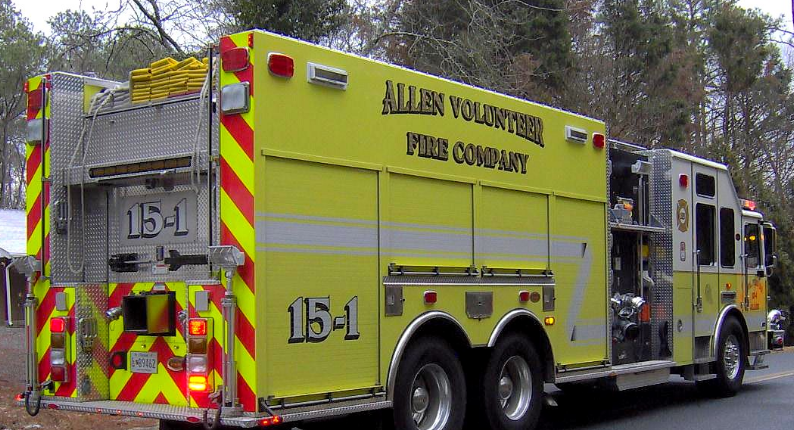 ALLEN VOLUNTEER
FIRE COMPANY
15-1
15-1